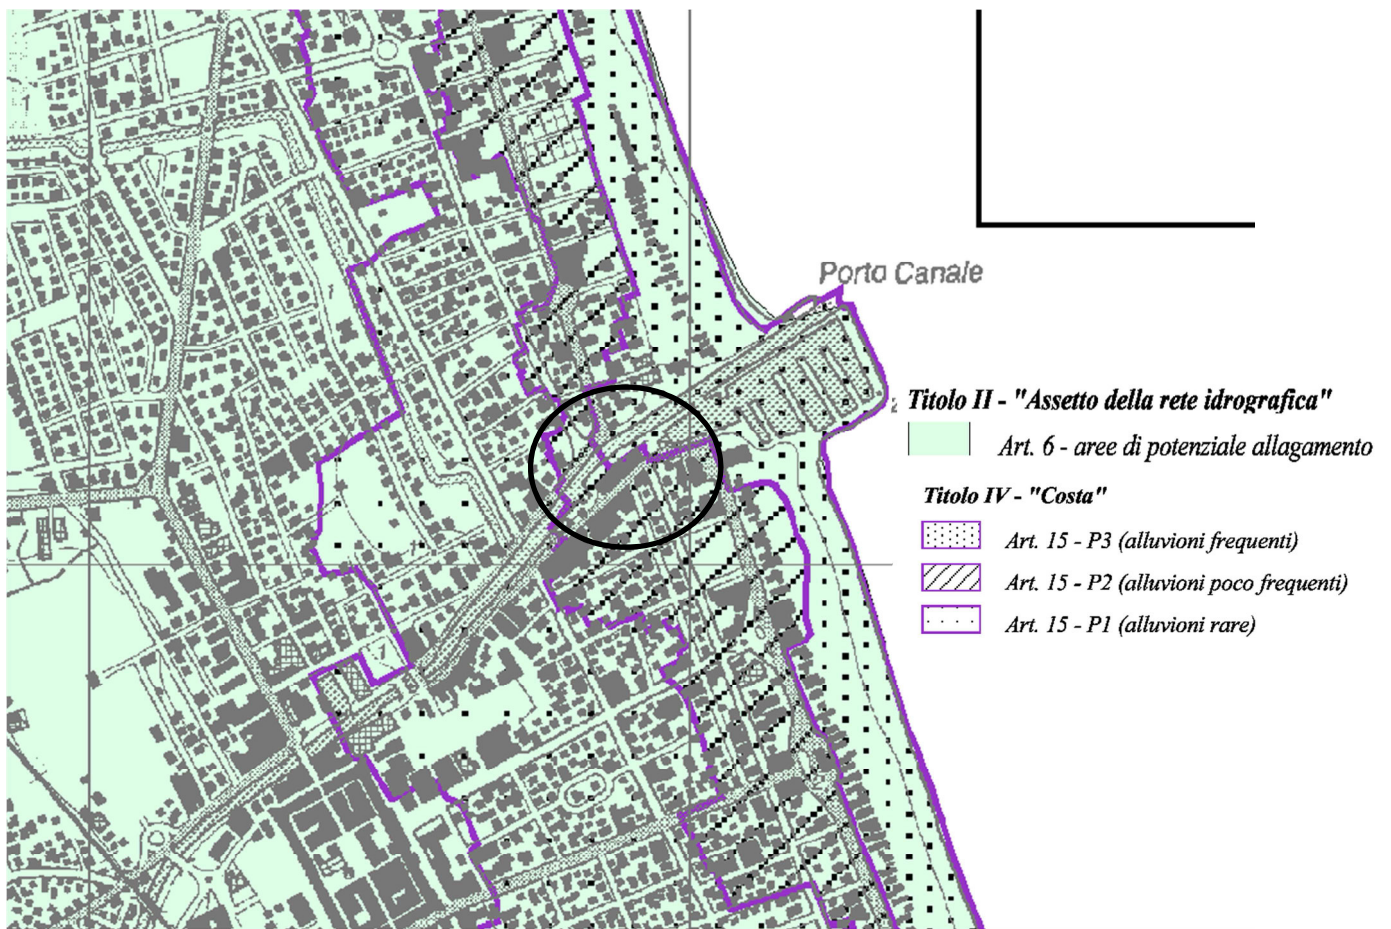 Porto Canale
Titolo II - "Assetto della rete idrografica"
Art. 6 - aree di potenziale allagamento
Titolo IV - "Costa"
Art. 15 - P3 (alluvioni frequenti)
Art. 15 - P2 (alluvioni poco frequenti)
Art. 15 - P1 (alluvioni rare)